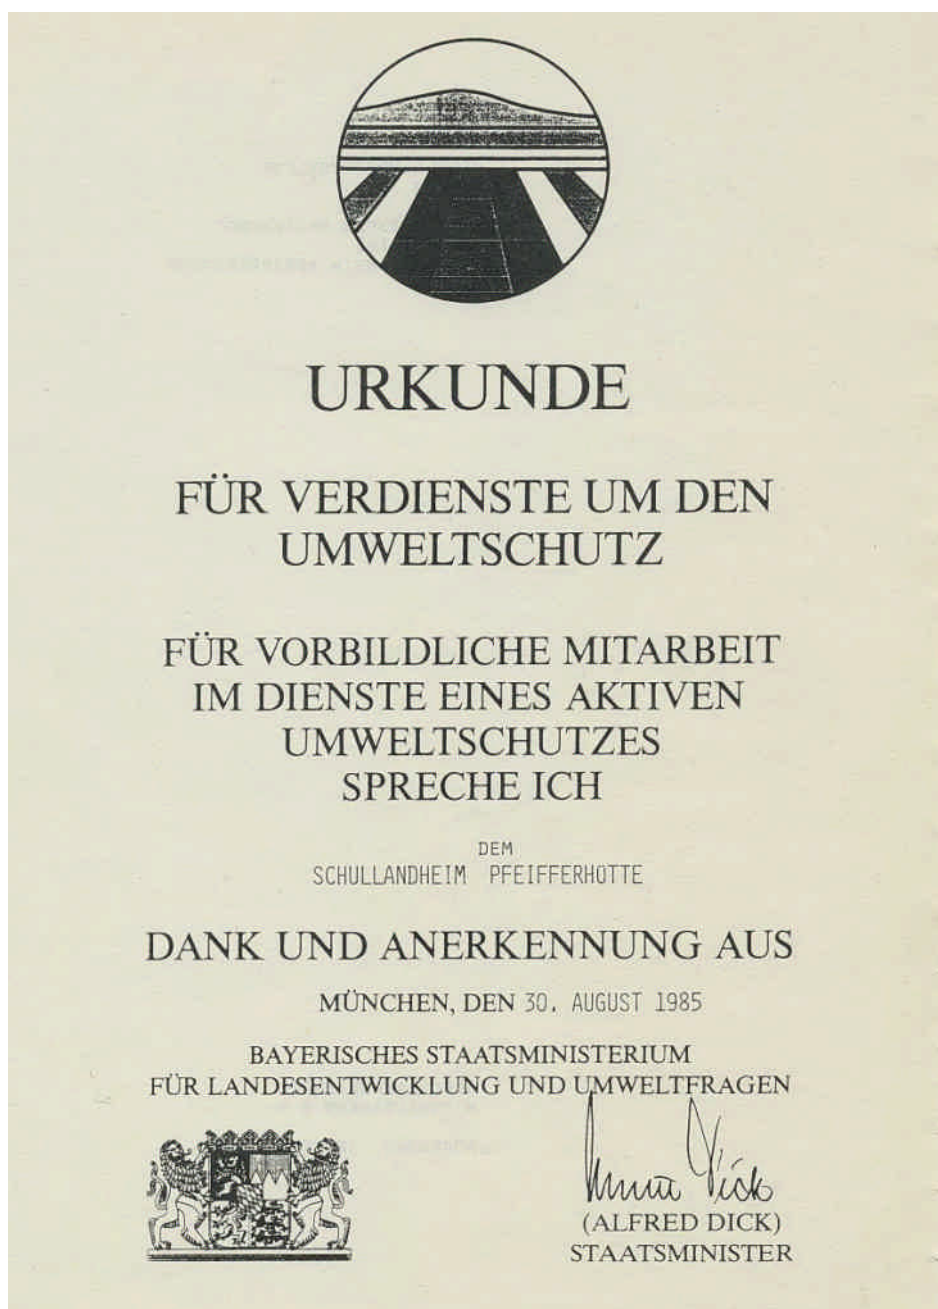 URKUNDE
FÜR VERDIENSTE UM DEN
UMWELTSCHUTZ
FÜR VORBILDLICHE MITARBEIT
IM DIENSTE EINES AKTIVEN
UMWELTSCHUTZES
SPRECHE ICH
DEM
SCHULLANDHEIM PFEIFFERHÜTTE
DANK UND ANERKENNUNG AUS
MÜNCHEN, DEN 30. AUGUST 1985
BAYERISCHES STAATSMINISTERIUM
FÜR LANDESENTWICKLUNG UND UMWELTFRAGEN
(ALFRED DICK)
STAATSMINISTER